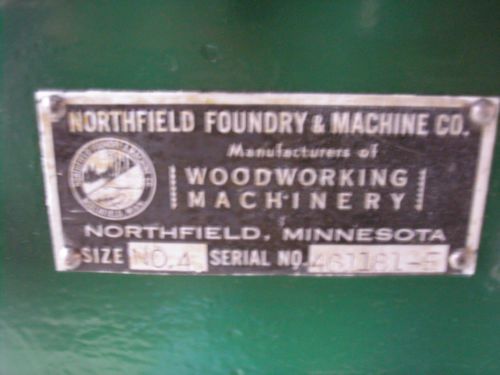 NORTHFIELD FOUNDRY & MACHINE CO.
Manufacturers of
WOODWORKING
MACHINERY
NORTHFIELD, MINNESOTA
SIZE NO.4 SERIAL NO.